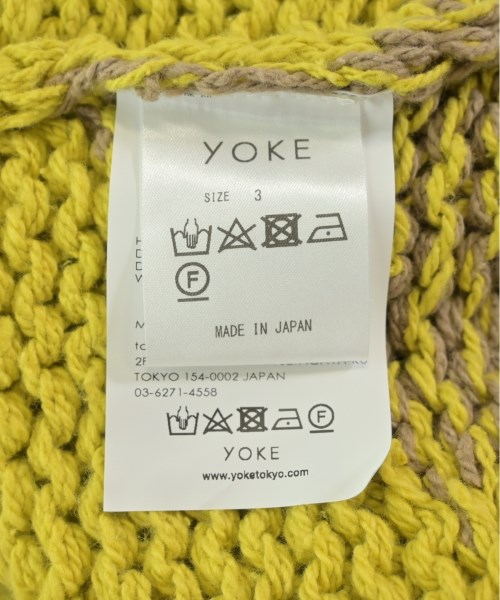 YOKE
SIZE 3
F
MADE IN JAPAN
TOKYO 154-0002 JAPAN
03-6271-4558
F
YOKE
www.yoketokyo.com